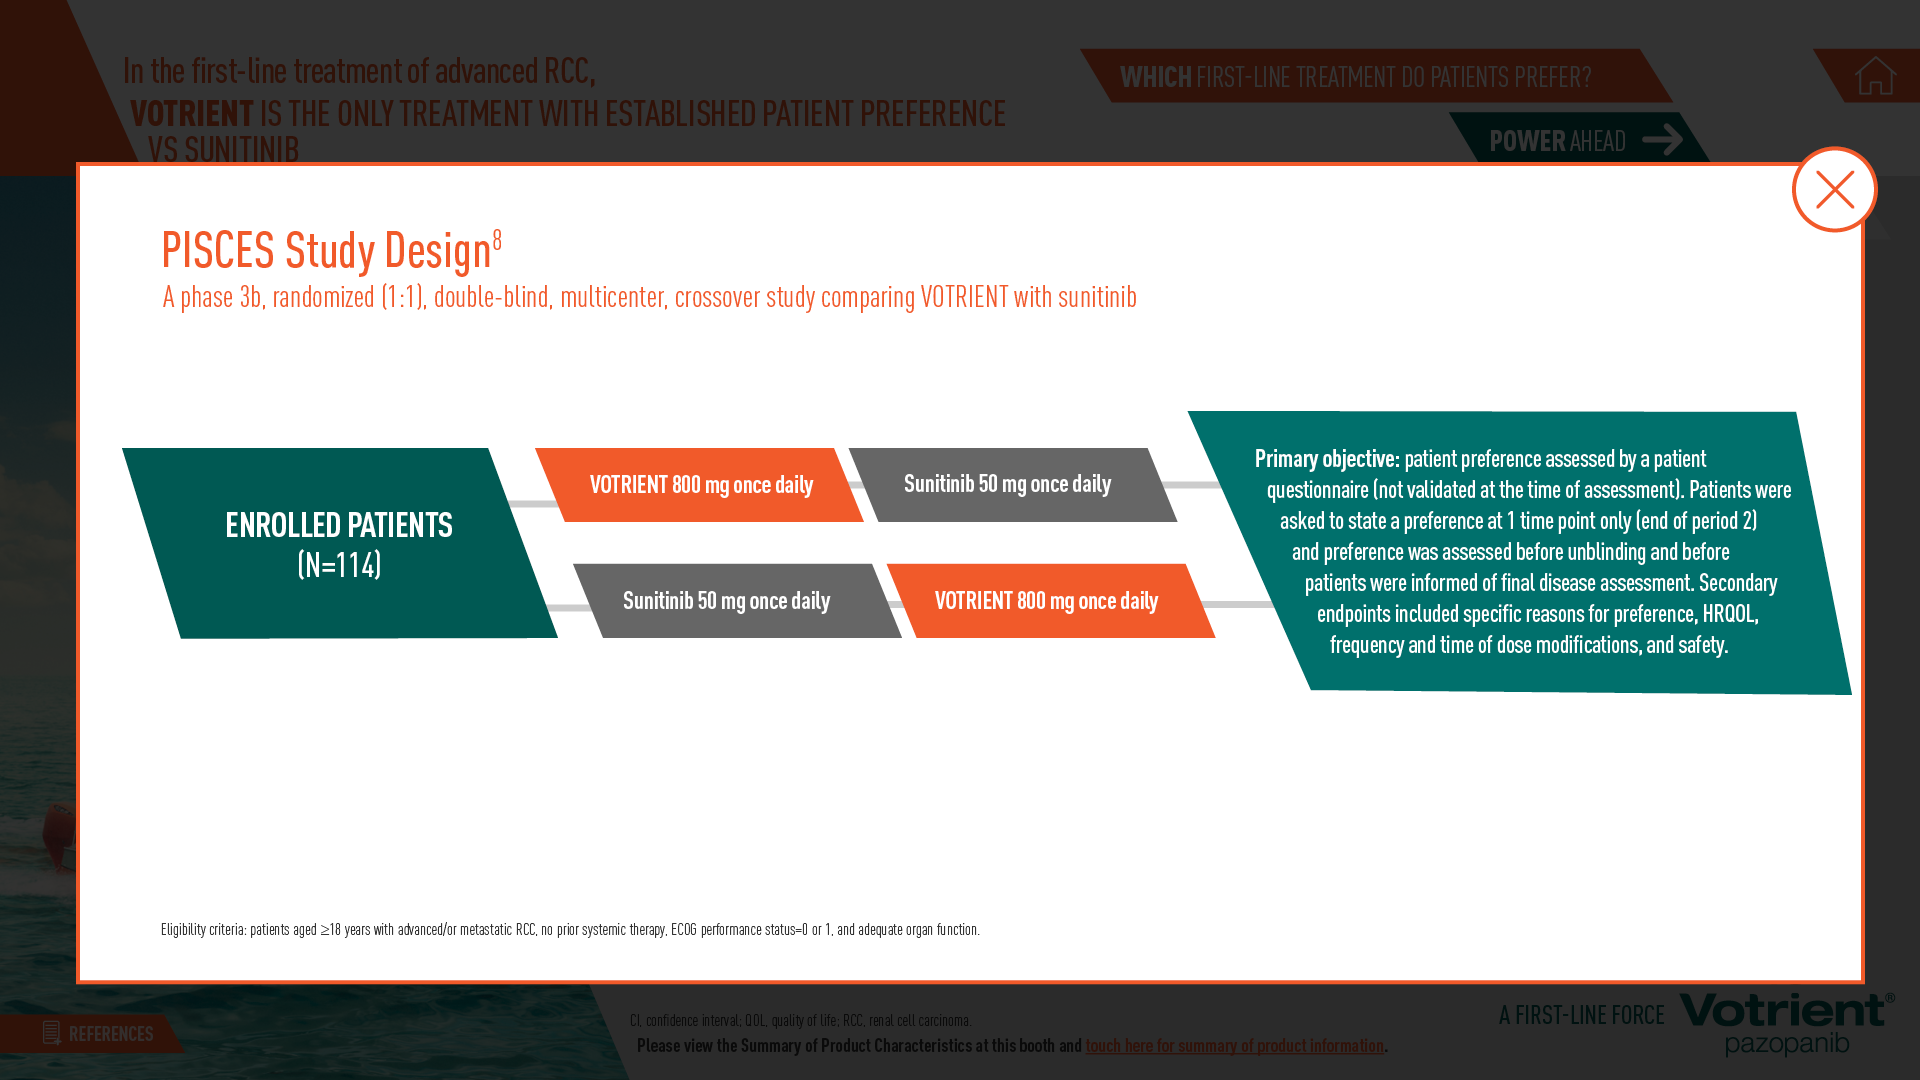 In the first-line treatment of advanced RCC,
VOTRIENT IS THE ONLY TREATMENT WITH ESTABLISHED PATIENT PREFERENCE
VS SUNITINIB
WHICH FIRST-LINE TREATMENT DO PATIENTS PREFER?
POWER AHEAD
PISCES Study Design8
A phase 3b, randomized (1:1), double-blind, multicenter, crossover study comparing VOTRIENT with sunitinib
ENROLLED PATIENTS
(N=114)
VOTRIENT 800 mg once daily
Sunitinib 50 mg once daily
Sunitinib 50 mg once daily
VOTRIENT 800 mg once daily
Primary objective: patient preference assessed by a patient
questionnaire (not validated at the time of assessment). Patients were
asked to state a preference at 1 time point only (end of period 2)
and preference was assessed before unblinding and before
patients were informed of final disease assessment. Secondary
endpoints included specific reasons for preference, HRQOL,
frequency and time of dose modifications, and safety.
Eligibility criteria: patients aged ≥18 years with advanced/or metastatic RCC, no prior systemic therapy, ECOG performance status=0 or 1, and adequate organ function.
REFERENCES
CI, confidence interval; QOL, quality of life; RCC, renal cell carcinoma.
Please view the Summary of Product Characteristics at this booth and touch here for summary of product information.
A FIRST-LINE FORCE
Votrient®
pazopanib